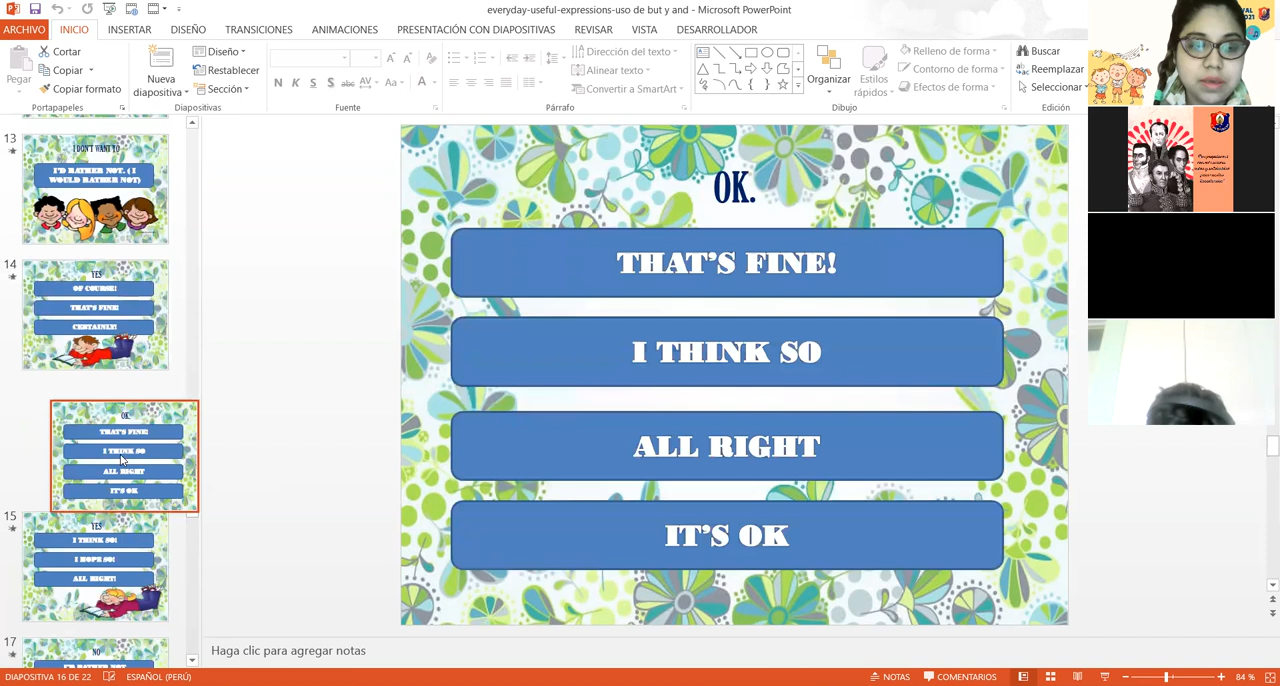 everyday-useful-expressions-uso de but y and - Microsoft PowerPoint
ARCHIVO INICIO INSERTAR DISEÑO TRANSICIONES ANIMACIONES PRESENTACIÓN CON DIAPOSITIVAS REVISAR VISTA DESARROLLADOR
Pegar
Cortar
Copiar
Copiar formato
Portapapeles
Nueva
diapositiva
Diseño
Restablecer
Sección
Diapositivas
N K S S abc AV Aa A
Fuente
Dirección del texto
Alinear texto
Convertir a SmartArt
Párrafo
Organizar
Estilos
rápidos
Relleno de forma
Contorno de forma
Efectos de forma
Dibujo
Buscar
Reemplazar
Seleccionar
Edición
13
I DON'T WANT TO
I'D RATHER NOT. ( I
WOULD RATHER NOT)
14
YES
OF COURSE!
THAT'S FINE!
CERTAINLY!
OK.
THAT'S FINE!
I THINK SO
ALL RIGHT
IT'S OK
15
YES
I THINK SO!
I HOPE SO!
ALL RIGHT!
17
NO
I'D RATHER NOT
OK.
THAT'S FINE!
I THINK SO
ALL RIGHT
IT'S OK
Haga clic para agregar notas
DIAPOSITIVA 16 DE 22 ESPAÑOL (PERÚ) NOTAS COMENTARIOS 84 %